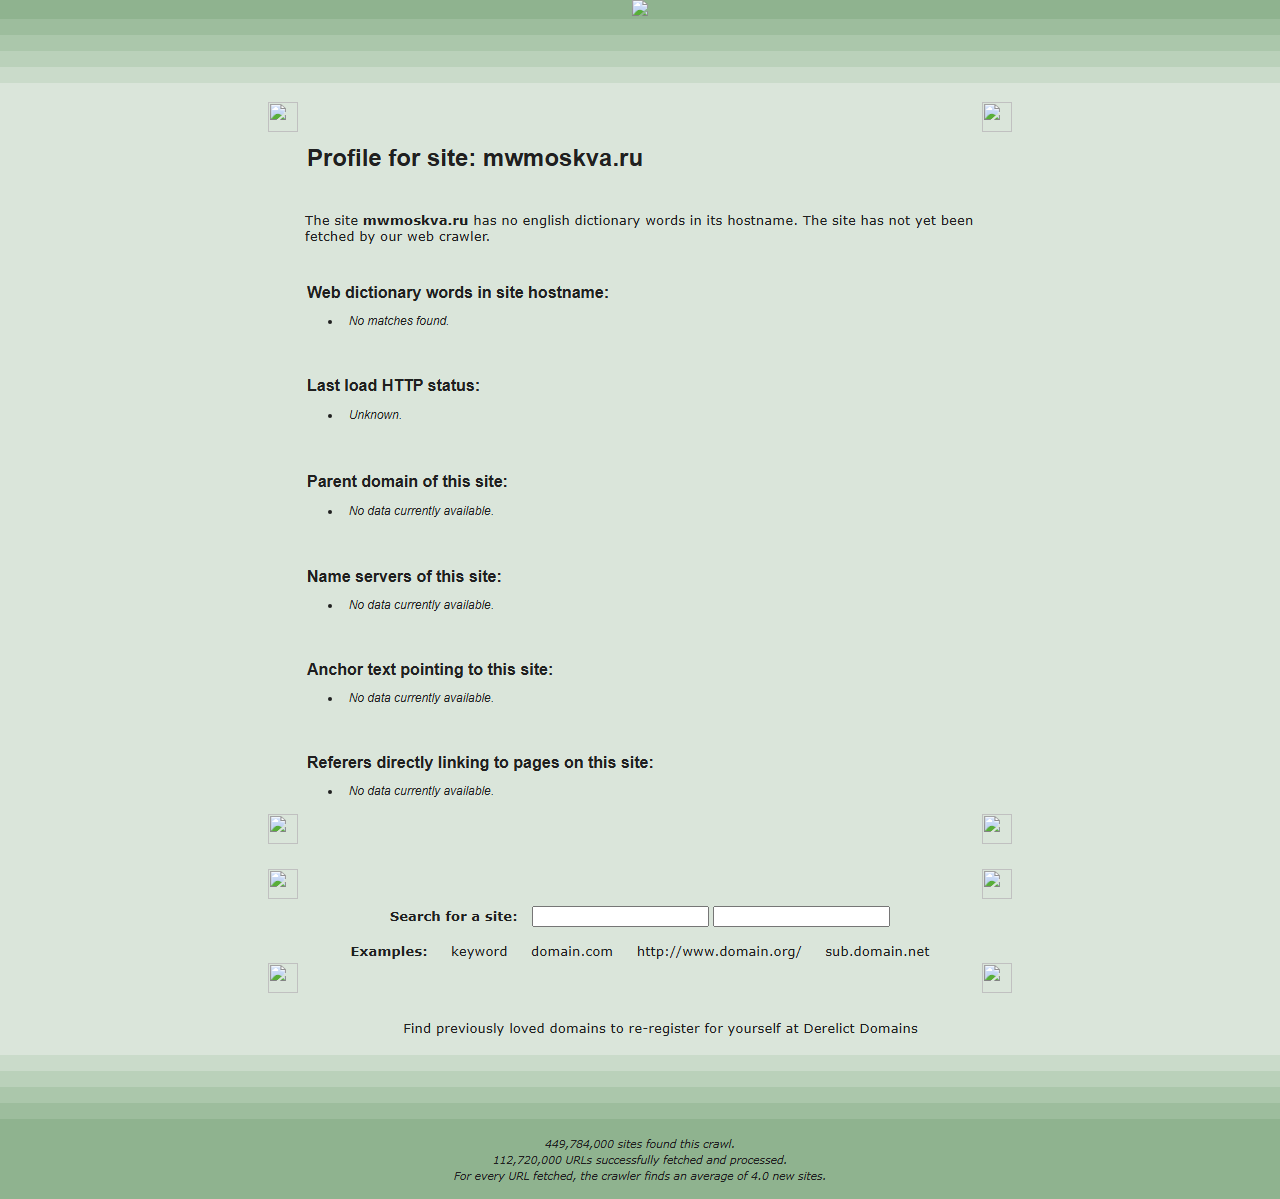 Profile for site: mwmoskva.ru
The site mwmoskva.ru has no english dictionary words in its hostname. The site has not yet been
fetched by our web crawler.
Web dictionary words in site hostname:
No matches found.
Last load HTTP status:
Unknown.
Parent domain of this site:
No data currently available.
Name servers of this site:
No data currently available.
Anchor text pointing to this site:
No data currently available.
Referers directly linking to pages on this site:
No data currently available.
Search for a site:
Examples: keyword domain.com http://www.domain.org/ sub.domain.net
Find previously loved domains to re-register for yourself at Derelict Domains
449,784,000 sites found this crawl.
112,720,000 URLs successfully fetched and processed.
For every URL fetched, the crawler finds an average of 4.0 new sites.